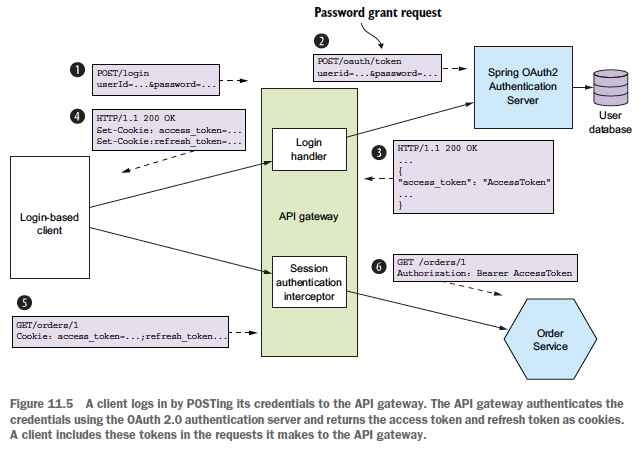 Password grant request
1
POST/login
userId=...&password=...
2
POST/oauth/token
userid=...&password=...
Spring OAuth2
Authentication
Server
User
database
4
HTTP/1.1 200 OK
Set-Cookie: access_token=...
Set-Cookie:refresh_token=...
Login
handler
3
HTTP/1.1 200 OK
...
{
"access_token": "AccessToken"
...
}
Login-based
client
API gateway
Session
authentication
interceptor
6
GET /orders/1
Authorization: Bearer AccessToken
5
GET/orders/1
Cookie: access_token=...;refresh_token...
Order
Service
Figure 11.5 A client logs in by POSTing its credentials to the API gateway. The API gateway authenticates the
credentials using the OAuth 2.0 authentication server and returns the access token and refresh token as cookies.
A client includes these tokens in the requests it makes to the API gateway.